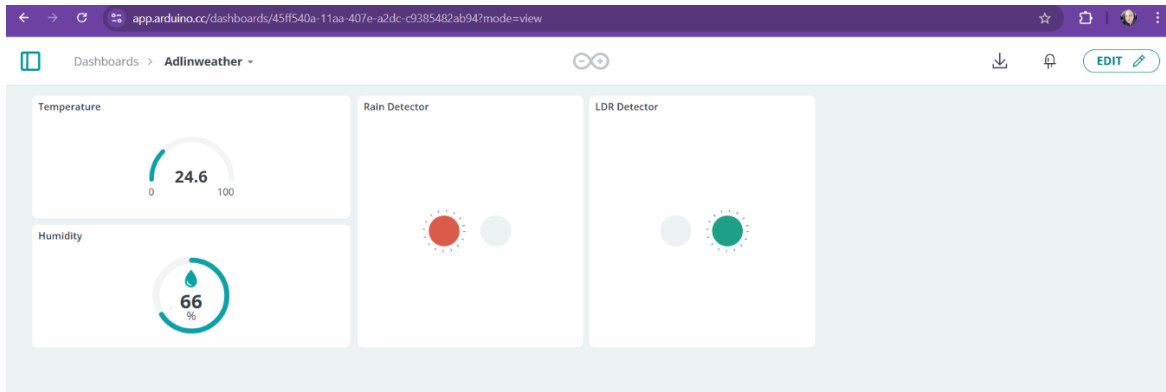 app.arduino.cc/dashboards/45ff540a-11aa-407e-a2dc-c9385482ab94?mode=view
Dashboards > Adlinweather
EDIT
Temperature
24.6
0 100
Humidity
66
%
Rain Detector
LDR Detector